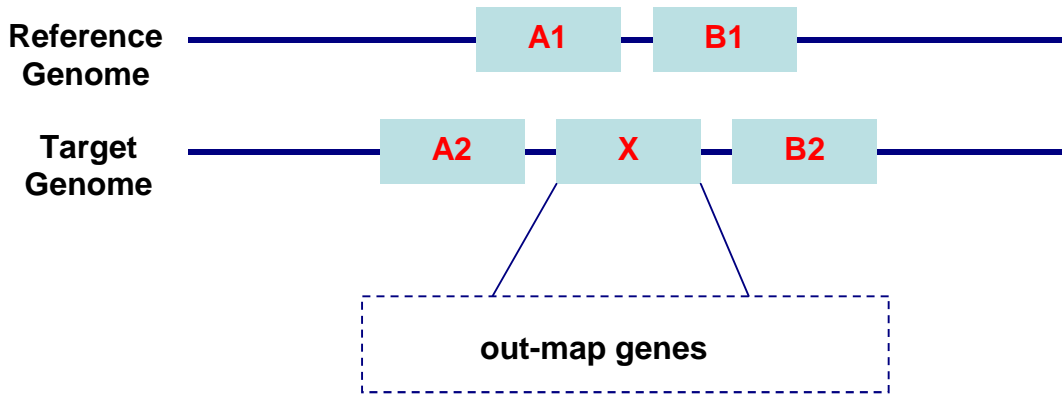 Reference
Genome
A1
B1
Target
Genome
A2
X
B2
out-map genes